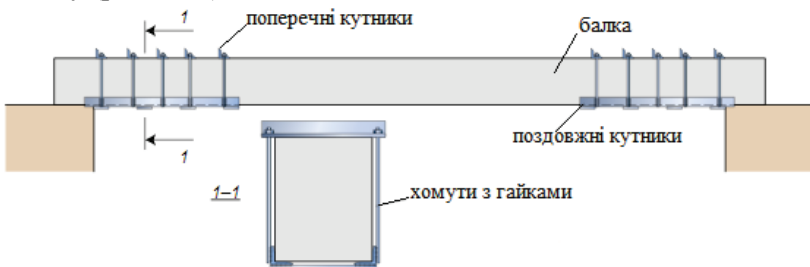 1
поперечні кутники
балка
1
поздовжні кутники
1–1
хомути з гайками